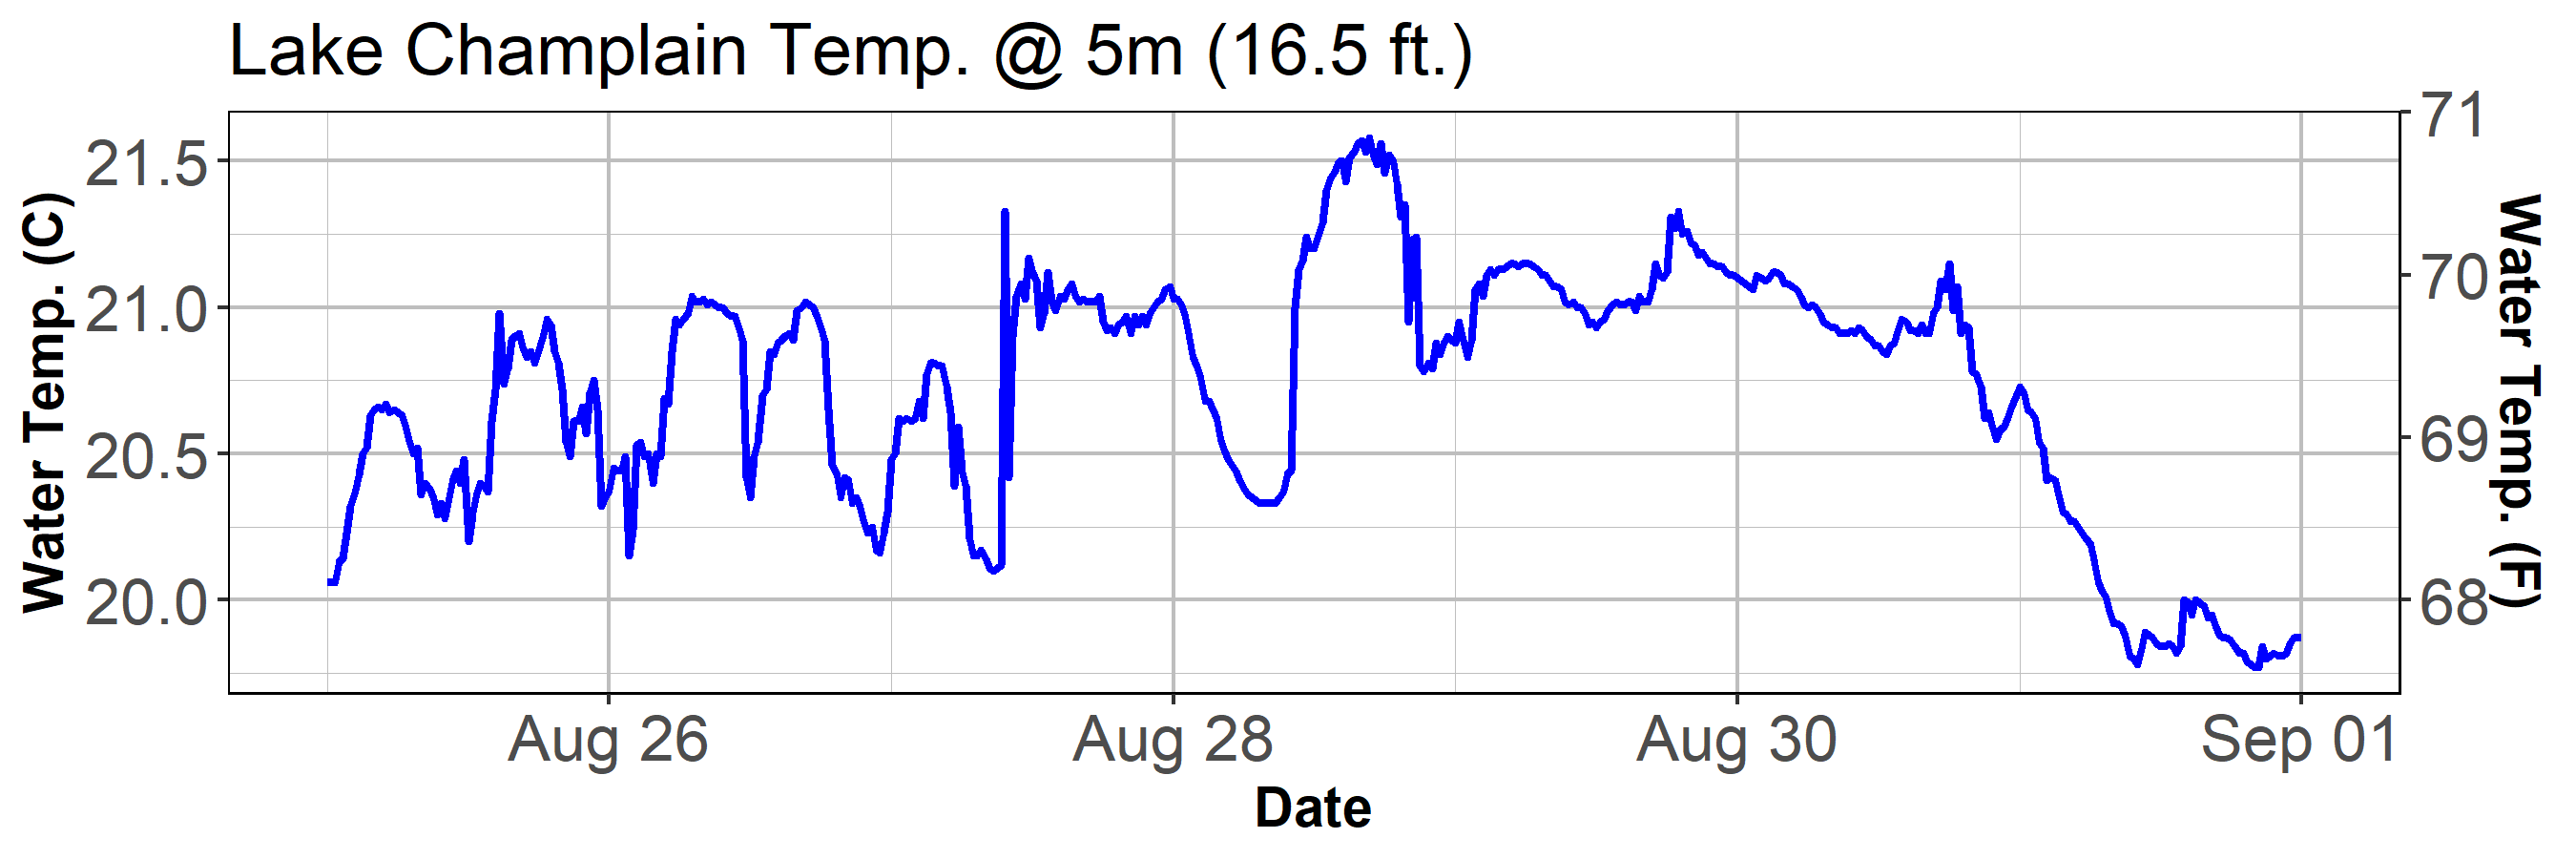 Lake Champlain Temp. @ 5m (16.5 ft.)
Water Temp. (C)
21.5
21.0
20.5
20.0
71
70
69
68
Water Temp. (F)
Aug 26
Aug 28
Aug 30
Sep 01
Date